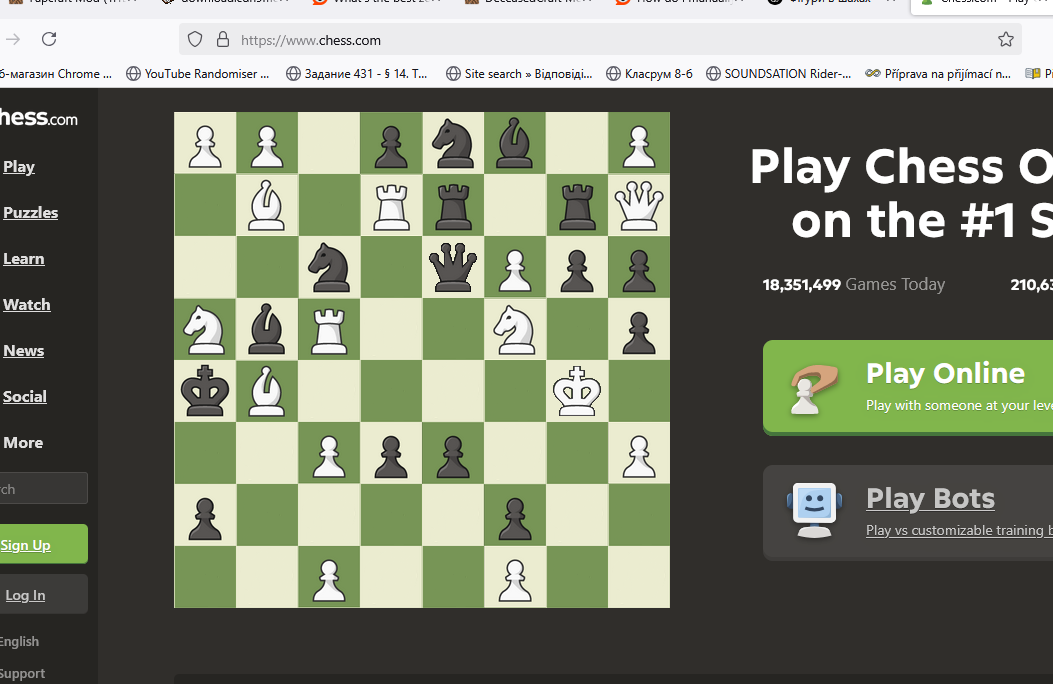 https://www.chess.com
YouTube Randomiser ...
Задание 431 - § 14. Т...
Site search » Відповіді...
Класрум 8-б
SOUNDSATION Rider-...
Příprava na přijímací n...
б-магазин Chrome ...
hess.com
Play
Puzzles
Learn
Watch
News
Social
More
rch
Sign Up
Log In
English
Support
Play Chess O
on the #1 S
18,351,499 Games Today
210,63
Play Online
Play with someone at your leve
Play Bots
Play vs customizable training b